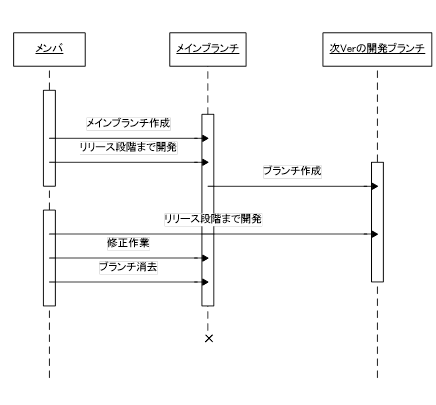 メンバ
メインブランチ
次Verの開発ブランチ
メインブランチ作成
リリース段階まで開発
ブランチ作成
リリース段階まで開発
修正作業
ブランチ消去